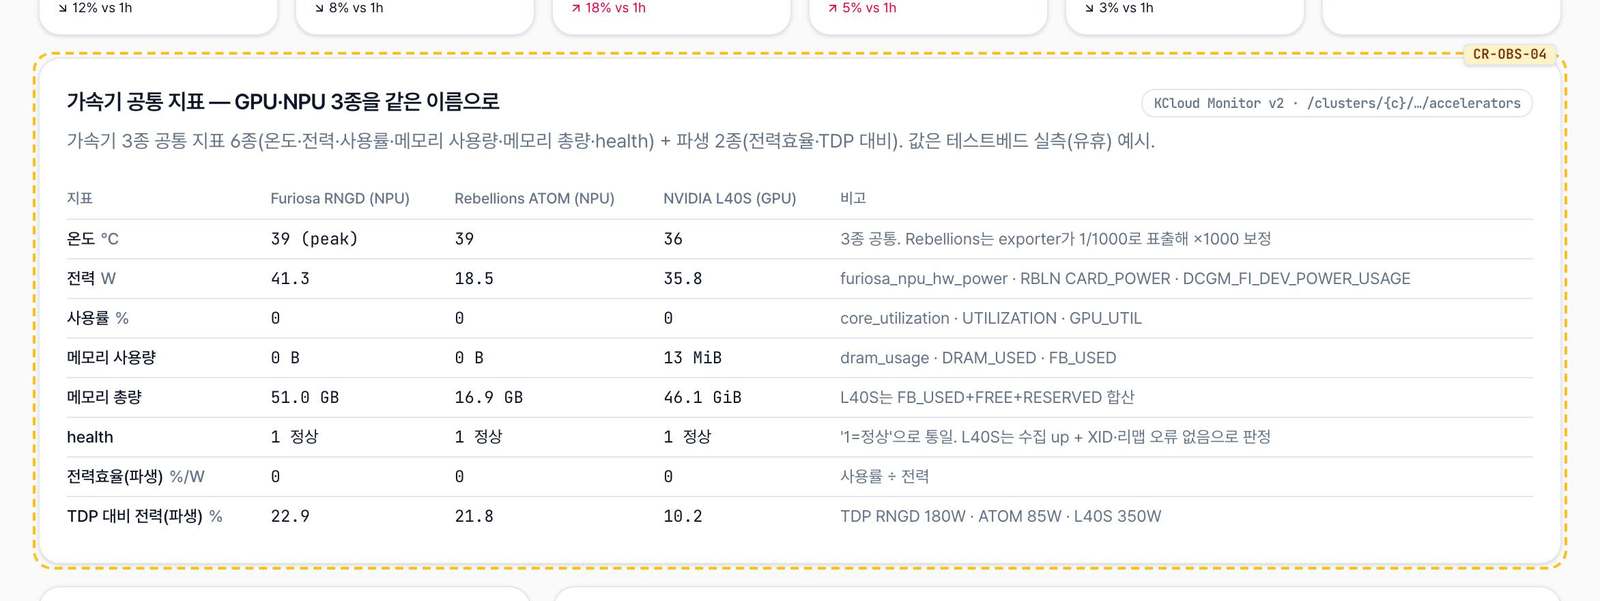 ↘ 12% vs 1h ↘ 8% vs 1h ↗ 18% vs 1h ↗ 5% vs 1h ↘ 3% vs 1h
CR-OBS-04
가속기 공통 지표 — GPU·NPU 3종을 같은 이름으로 KCloud Monitor v2 · /clusters/{c}/…/accelerators
가속기 3종 공통 지표 6종(온도·전력·사용률·메모리 사용량·메모리 총량·health) + 파생 2종(전력효율·TDP 대비). 값은 테스트베드 실측(유휴) 예시.
지표 Furiosa RNGD (NPU) Rebellions ATOM (NPU) NVIDIA L40S (GPU) 비고
온도 °C 39 (peak) 39 36 3종 공통. Rebellions는 exporter가 1/1000로 표출해 ×1000 보정
전력 W 41.3 18.5 35.8 furiosa_npu_hw_power · RBLN CARD_POWER · DCGM_FI_DEV_POWER_USAGE
사용률 % 0 0 0 core_utilization · UTILIZATION · GPU_UTIL
메모리 사용량 0 B 0 B 13 MiB dram_usage · DRAM_USED · FB_USED
메모리 총량 51.0 GB 16.9 GB 46.1 GiB L40S는 FB_USED+FREE+RESERVED 합산
health 1 정상 1 정상 1 정상 '1=정상'으로 통일. L40S는 수집 up + XID·리맵 오류 없음으로 판정
전력효율(파생) %/W 0 0 0 사용률 ÷ 전력
TDP 대비 전력(파생) % 22.9 21.8 10.2 TDP RNGD 180W · ATOM 85W · L40S 350W